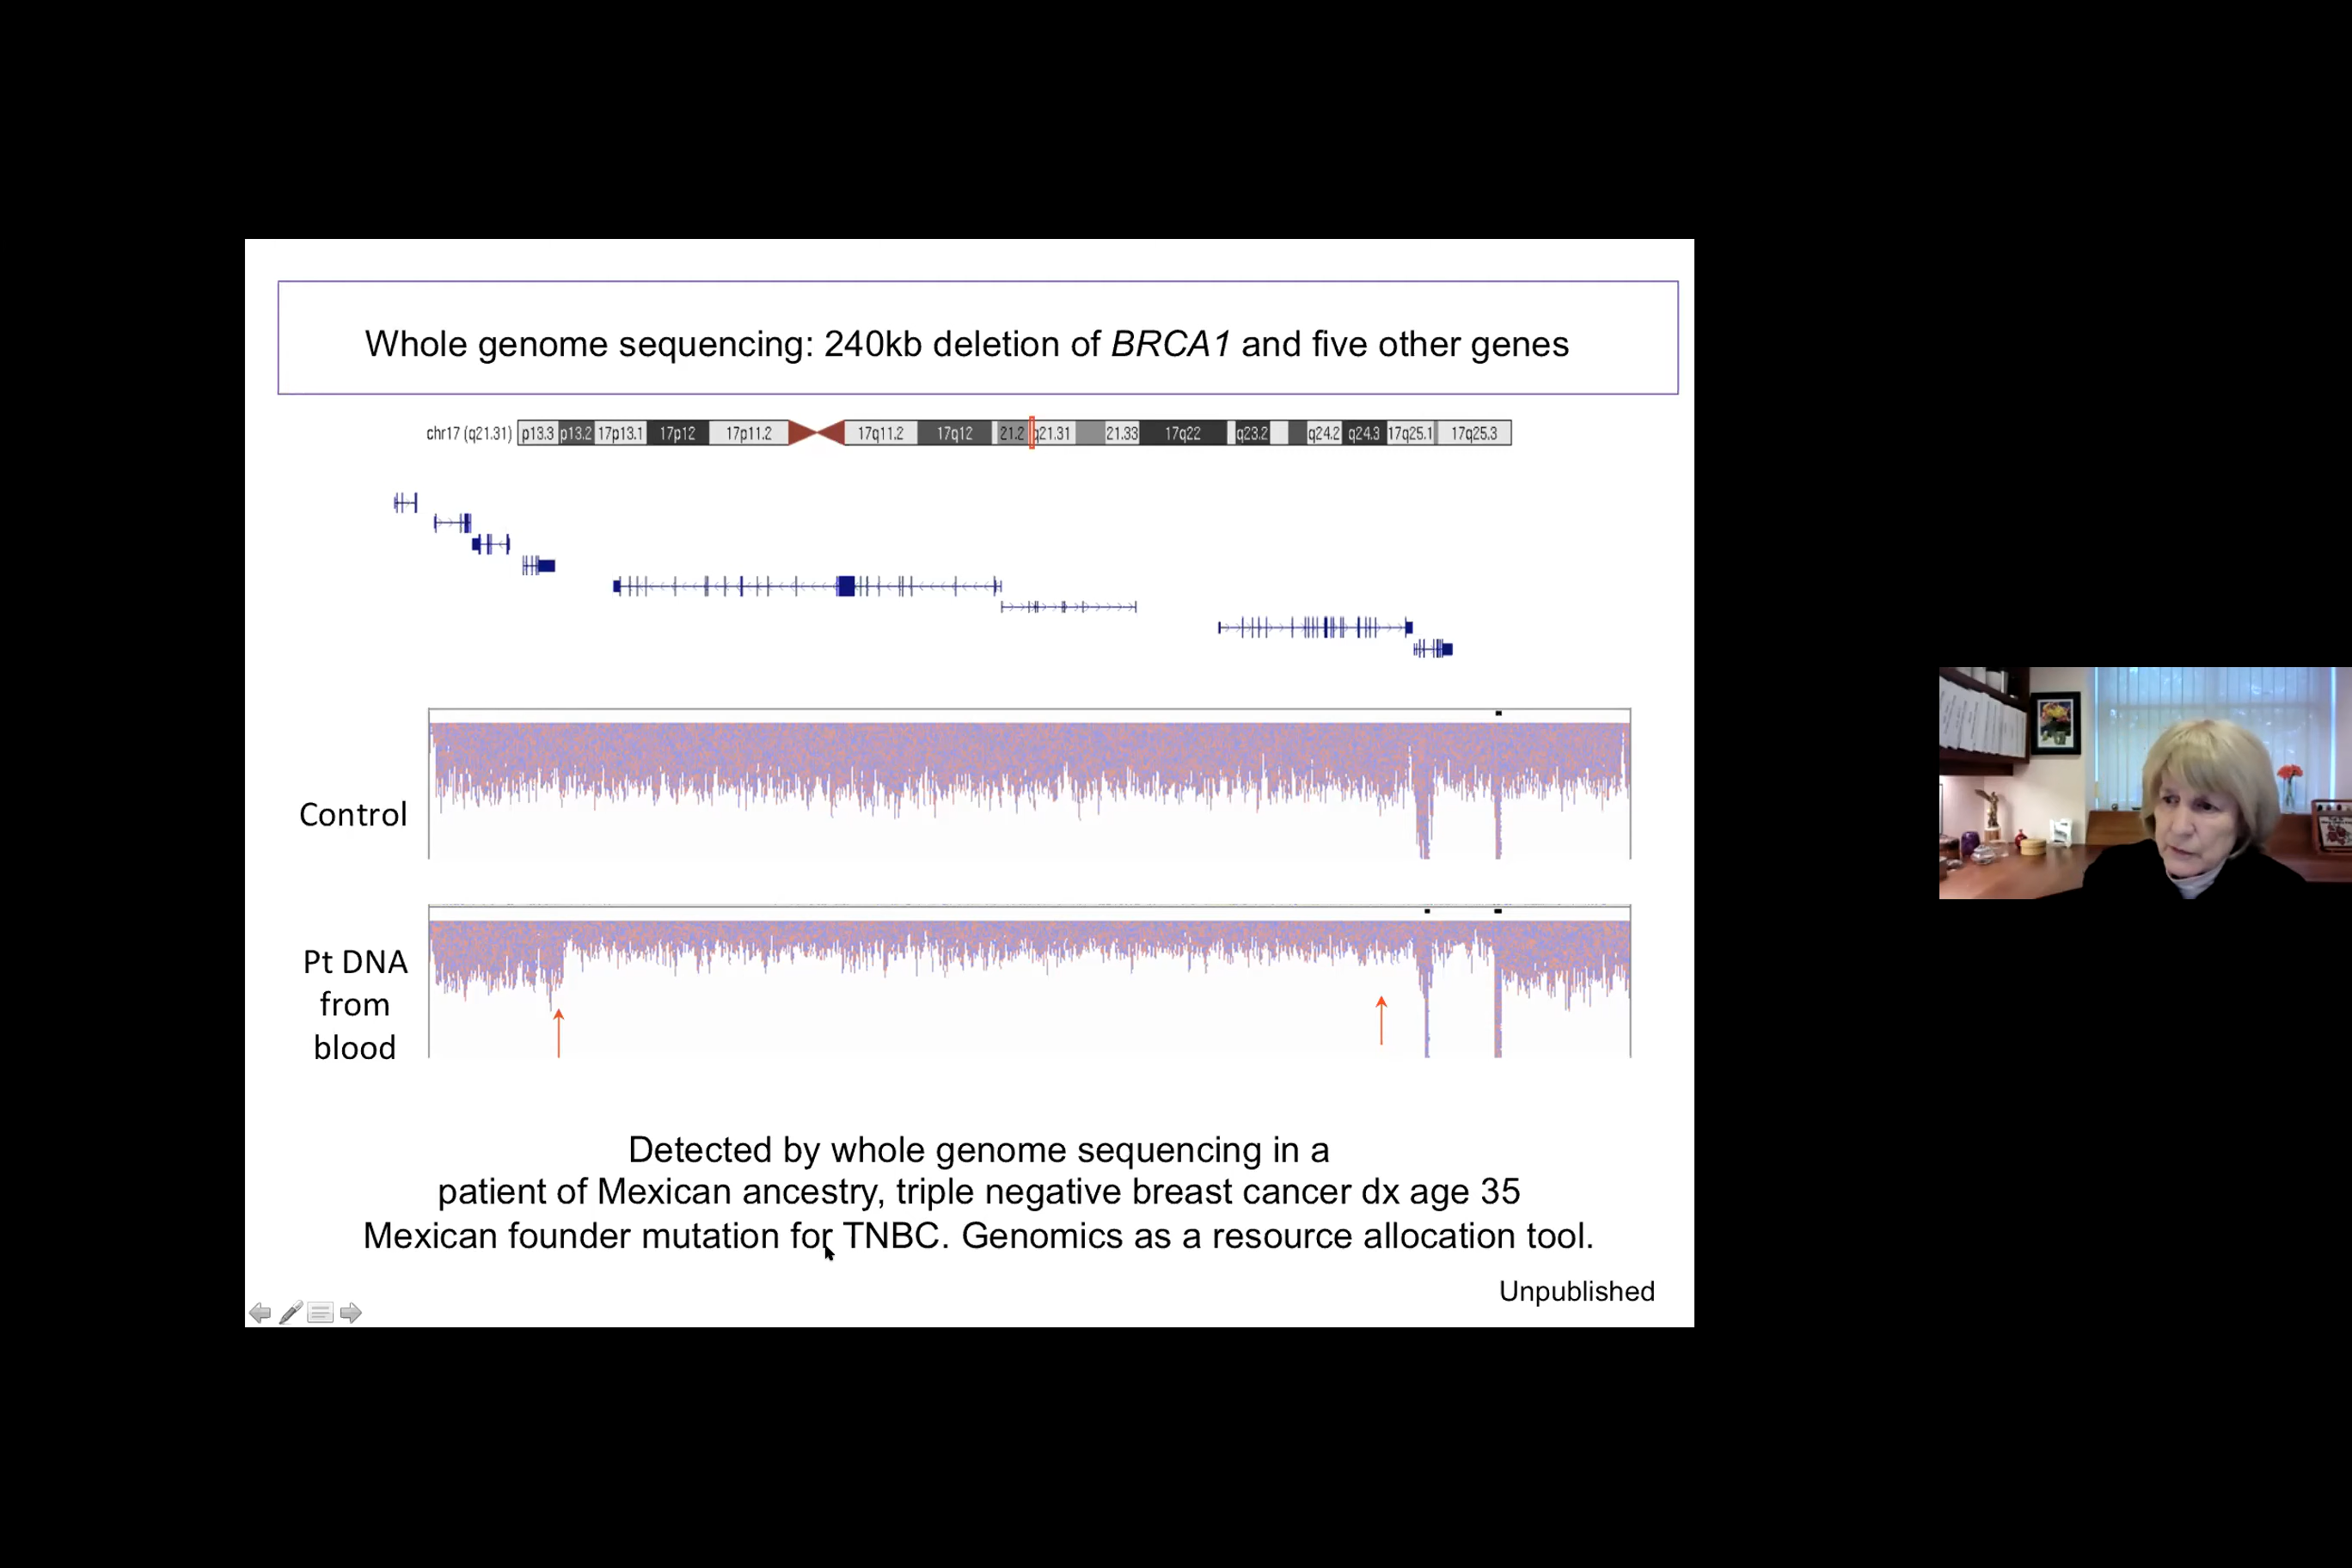 Whole genome sequencing: 240kb deletion of BRCA1 and five other genes
chr17 (q21.31) p13.3 p13.2 17p13.1 17p12 17p11.2 17q11.2 17q12 21.2 q21.31 21.33 17q22 q23.2 q24.2 q24.3 17q25.1 17q25.3
Control
Pt DNA
from
blood
Detected by whole genome sequencing in a
patient of Mexican ancestry, triple negative breast cancer dx age 35
Mexican founder mutation for TNBC. Genomics as a resource allocation tool.
Unpublished